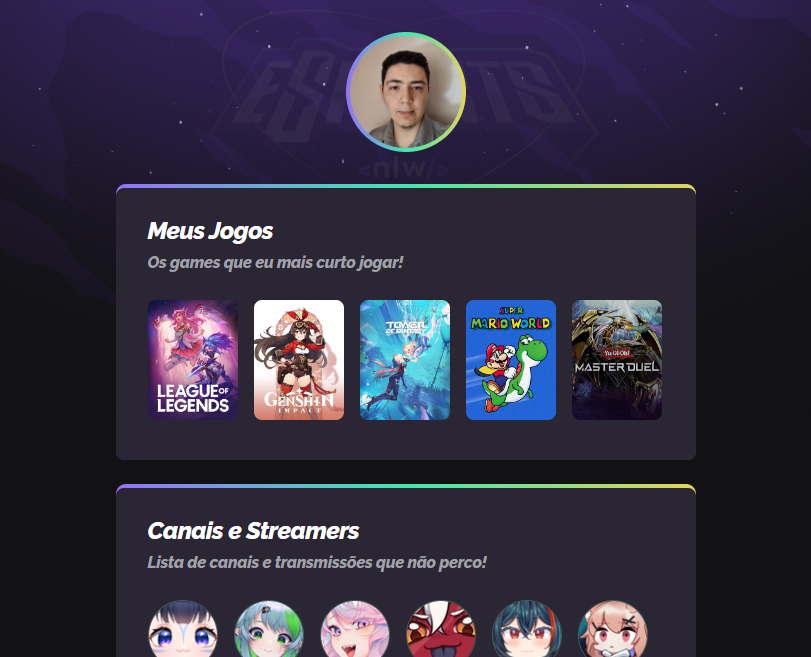 ESPORTS
<nlw/>
Meus Jogos
Os games que eu mais curto jogar!
LEAGUE OF
LEGENDS
GENSHIN
IMPACT
TOWER
OF FANTASY
SUPER
MARIO WORLD
Yu-Gi-Oh!
MASTER DUEL
Canais e Streamers
Lista de canais e transmissões que não perco!